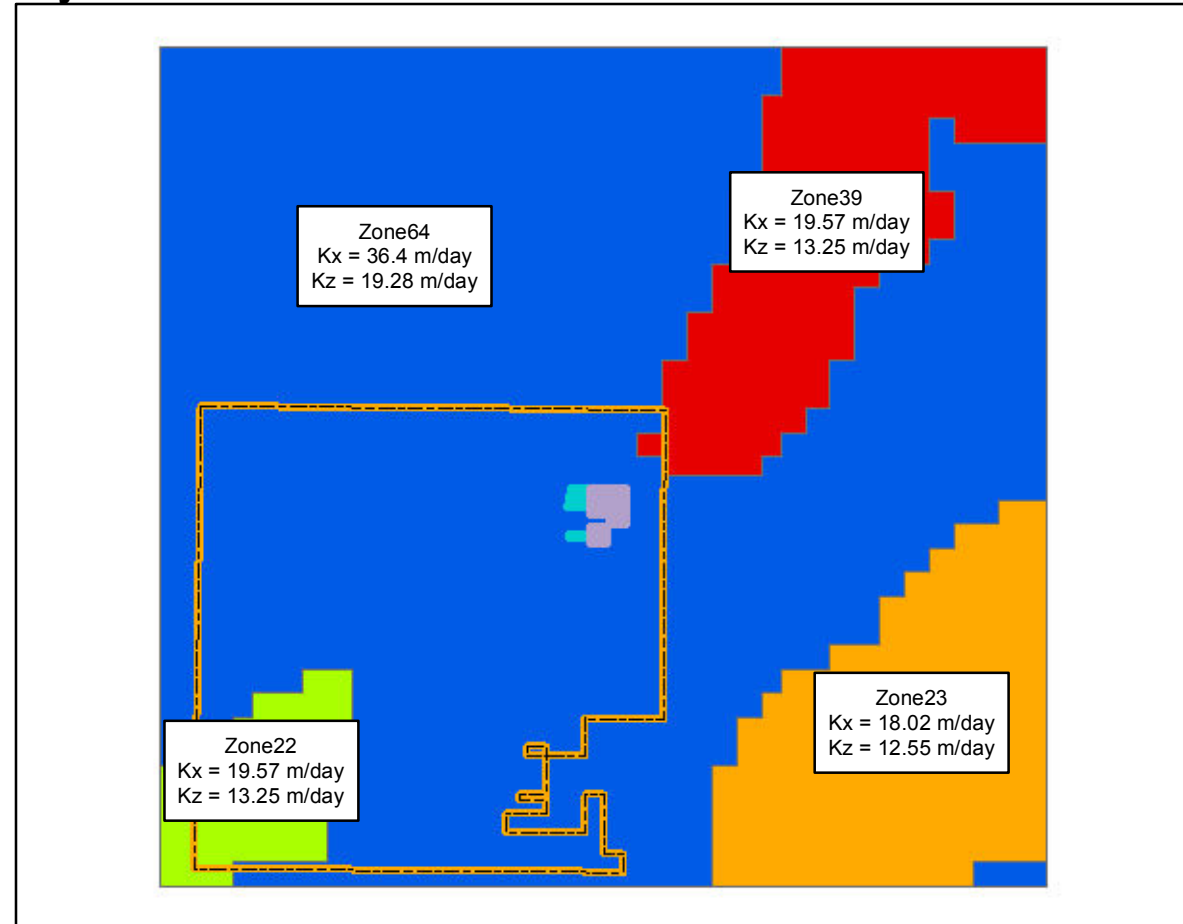 Zone39
Kx = 19.57 m/day
Kz = 13.25 m/day
Zone64
Kx = 36.4 m/day
Kz = 19.28 m/day
Zone23
Kx = 18.02 m/day
Kz = 12.55 m/day
Zone22
Kx = 19.57 m/day
Kz = 13.25 m/day